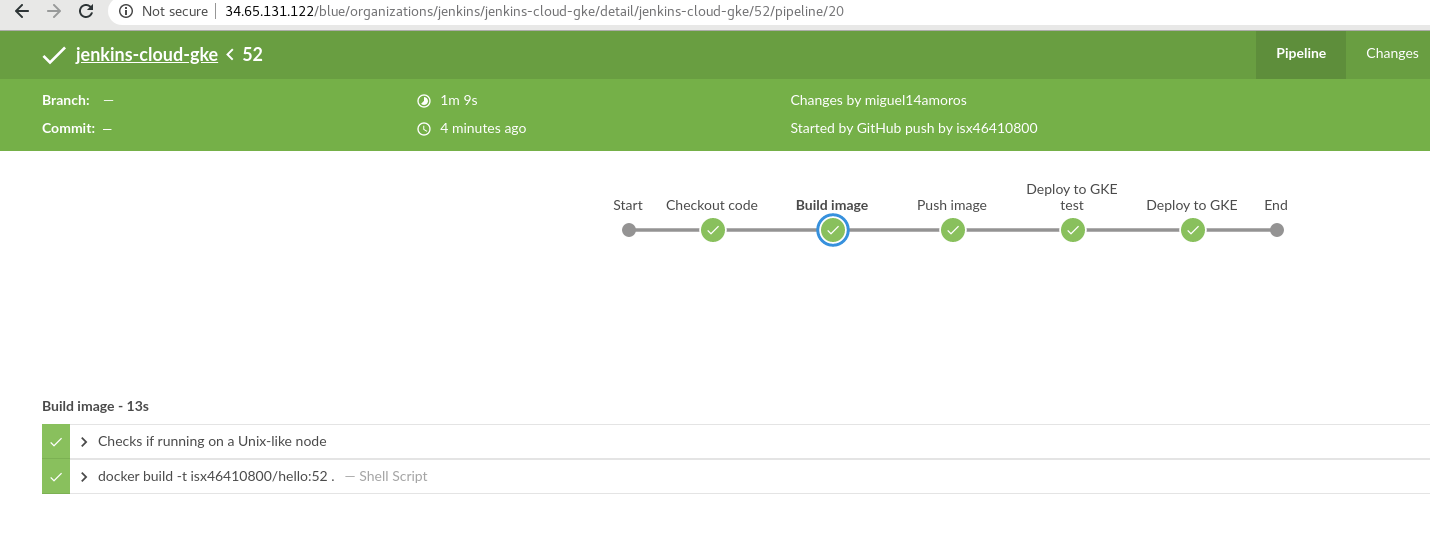 Not secure 34.65.131.122/blue/organizations/jenkins/jenkins-cloud-gke/detail/jenkins-cloud-gke/52/pipeline/20
jenkins-cloud-gke < 52 Pipeline Changes
Branch: — 1m 9s Changes by miguel14amoros
Commit: — 4 minutes ago Started by GitHub push by isx46410800
Start Checkout code Build image Push image Deploy to GKE test Deploy to GKE End
Build image - 13s
Checks if running on a Unix-like node
docker build -t isx46410800/hello:52 . — Shell Script